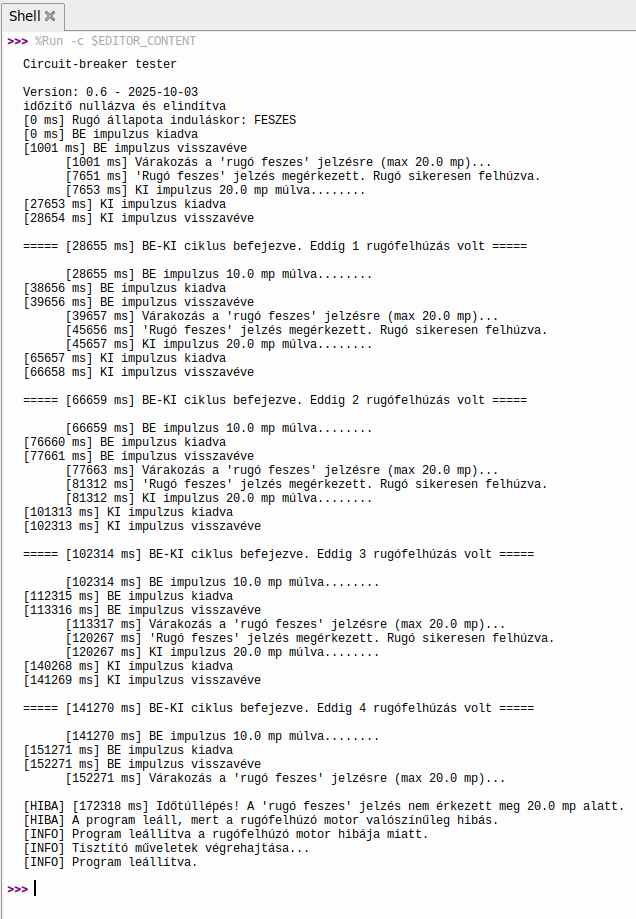 Shell
>>> %Run -c $EDITOR_CONTENT
Circuit-breaker tester
Version: 0.6 - 2025-10-03
időzítő nullázva és elindítva
[0 ms] Rugó állapota induláskor: FESZES
[0 ms] BE impulzus kiadva
[1001 ms] BE impulzus visszavéve
[1001 ms] Várakozás a 'rugó feszes' jelzésre (max 20.0 mp)...
[7651 ms] 'Rugó feszes' jelzés megérkezett. Rugó sikeresen felhúzva.
[7653 ms] KI impulzus 20.0 mp múlva........
[27653 ms] KI impulzus kiadva
[28654 ms] KI impulzus visszavéve
===== [28655 ms] BE-KI ciklus befejezve. Eddig 1 rugófelhúzás volt =====
[28655 ms] BE impulzus 10.0 mp múlva........
[38656 ms] BE impulzus kiadva
[39656 ms] BE impulzus visszavéve
[39657 ms] Várakozás a 'rugó feszes' jelzésre (max 20.0 mp)...
[45656 ms] 'Rugó feszes' jelzés megérkezett. Rugó sikeresen felhúzva.
[45657 ms] KI impulzus 20.0 mp múlva........
[65657 ms] KI impulzus kiadva
[66658 ms] KI impulzus visszavéve
===== [66659 ms] BE-KI ciklus befejezve. Eddig 2 rugófelhúzás volt =====
[66659 ms] BE impulzus 10.0 mp múlva........
[76660 ms] BE impulzus kiadva
[77661 ms] BE impulzus visszavéve
[77663 ms] Várakozás a 'rugó feszes' jelzésre (max 20.0 mp)...
[81312 ms] 'Rugó feszes' jelzés megérkezett. Rugó sikeresen felhúzva.
[81312 ms] KI impulzus 20.0 mp múlva........
[101313 ms] KI impulzus kiadva
[102313 ms] KI impulzus visszavéve
===== [102314 ms] BE-KI ciklus befejezve. Eddig 3 rugófelhúzás volt =====
[102314 ms] BE impulzus 10.0 mp múlva........
[112315 ms] BE impulzus kiadva
[113316 ms] BE impulzus visszavéve
[113317 ms] Várakozás a 'rugó feszes' jelzésre (max 20.0 mp)...
[120267 ms] 'Rugó feszes' jelzés megérkezett. Rugó sikeresen felhúzva.
[120267 ms] KI impulzus 20.0 mp múlva........
[140268 ms] KI impulzus kiadva
[141269 ms] KI impulzus visszavéve
===== [141270 ms] BE-KI ciklus befejezve. Eddig 4 rugófelhúzás volt =====
[141270 ms] BE impulzus 10.0 mp múlva........
[151271 ms] BE impulzus kiadva
[152271 ms] BE impulzus visszavéve
[152271 ms] Várakozás a 'rugó feszes' jelzésre (max 20.0 mp)...
[HIBA] [172318 ms] Időtúllépés! A 'rugó feszes' jelzés nem érkezett meg 20.0 mp alatt.
[HIBA] A program leáll, mert a rugófelhúzó motor valószínűleg hibás.
[INFO] Program leállítva a rugófelhúzó motor hibája miatt.
[INFO] Tisztító műveletek végrehajtása...
[INFO] Program leállítva.
>>>